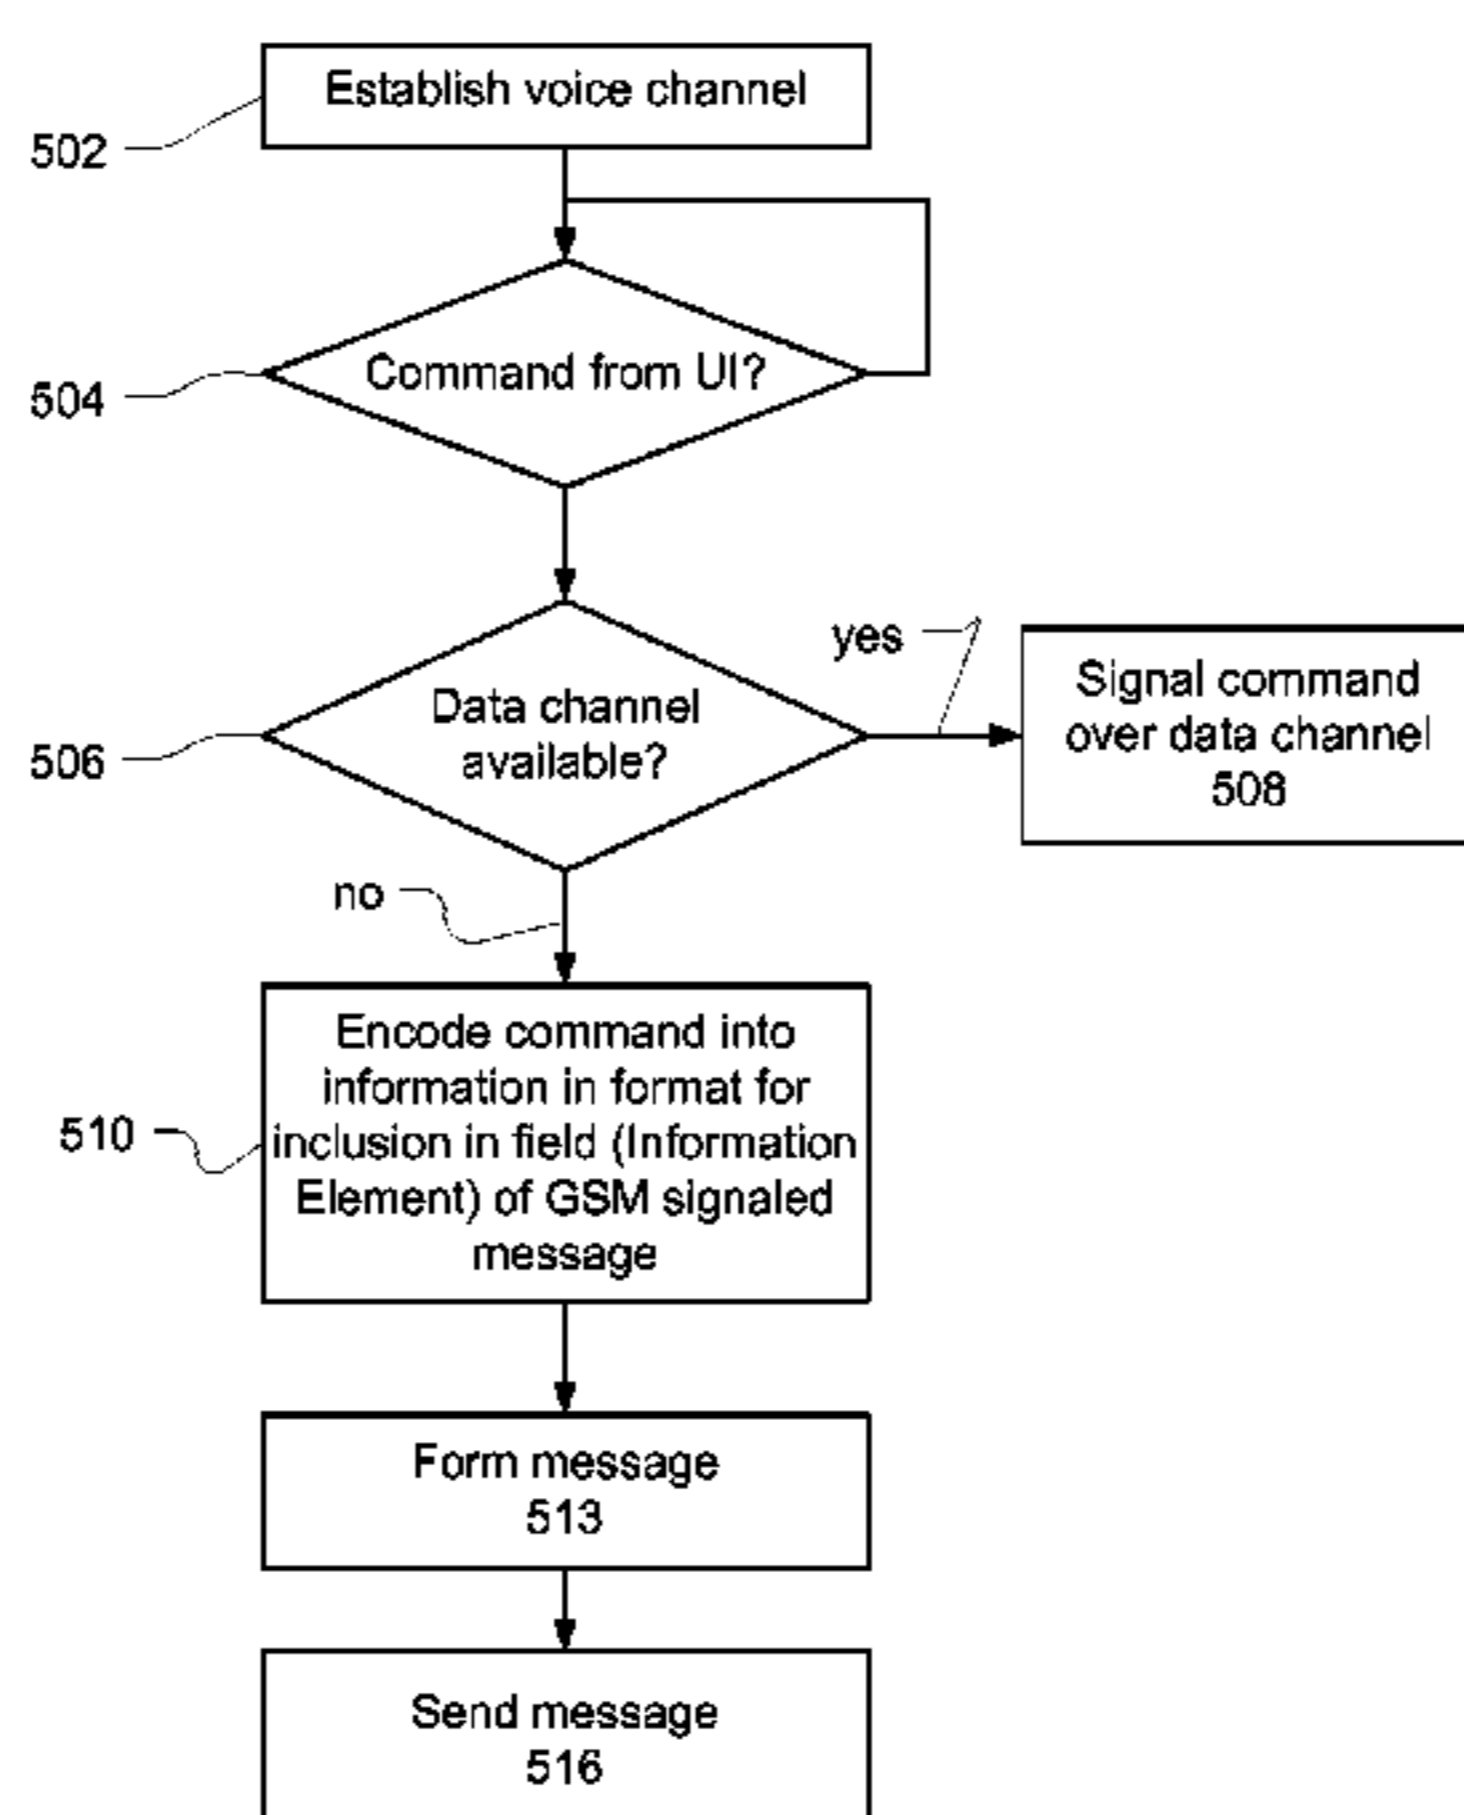 Establish voice channel
502
Command from UI?
504
Data channel
available?
506
yes
Signal command
over data channel
508
no
Encode command into
information in format for
inclusion in field (Information
Element) of GSM signaled
message
510
Form message
513
Send message
516